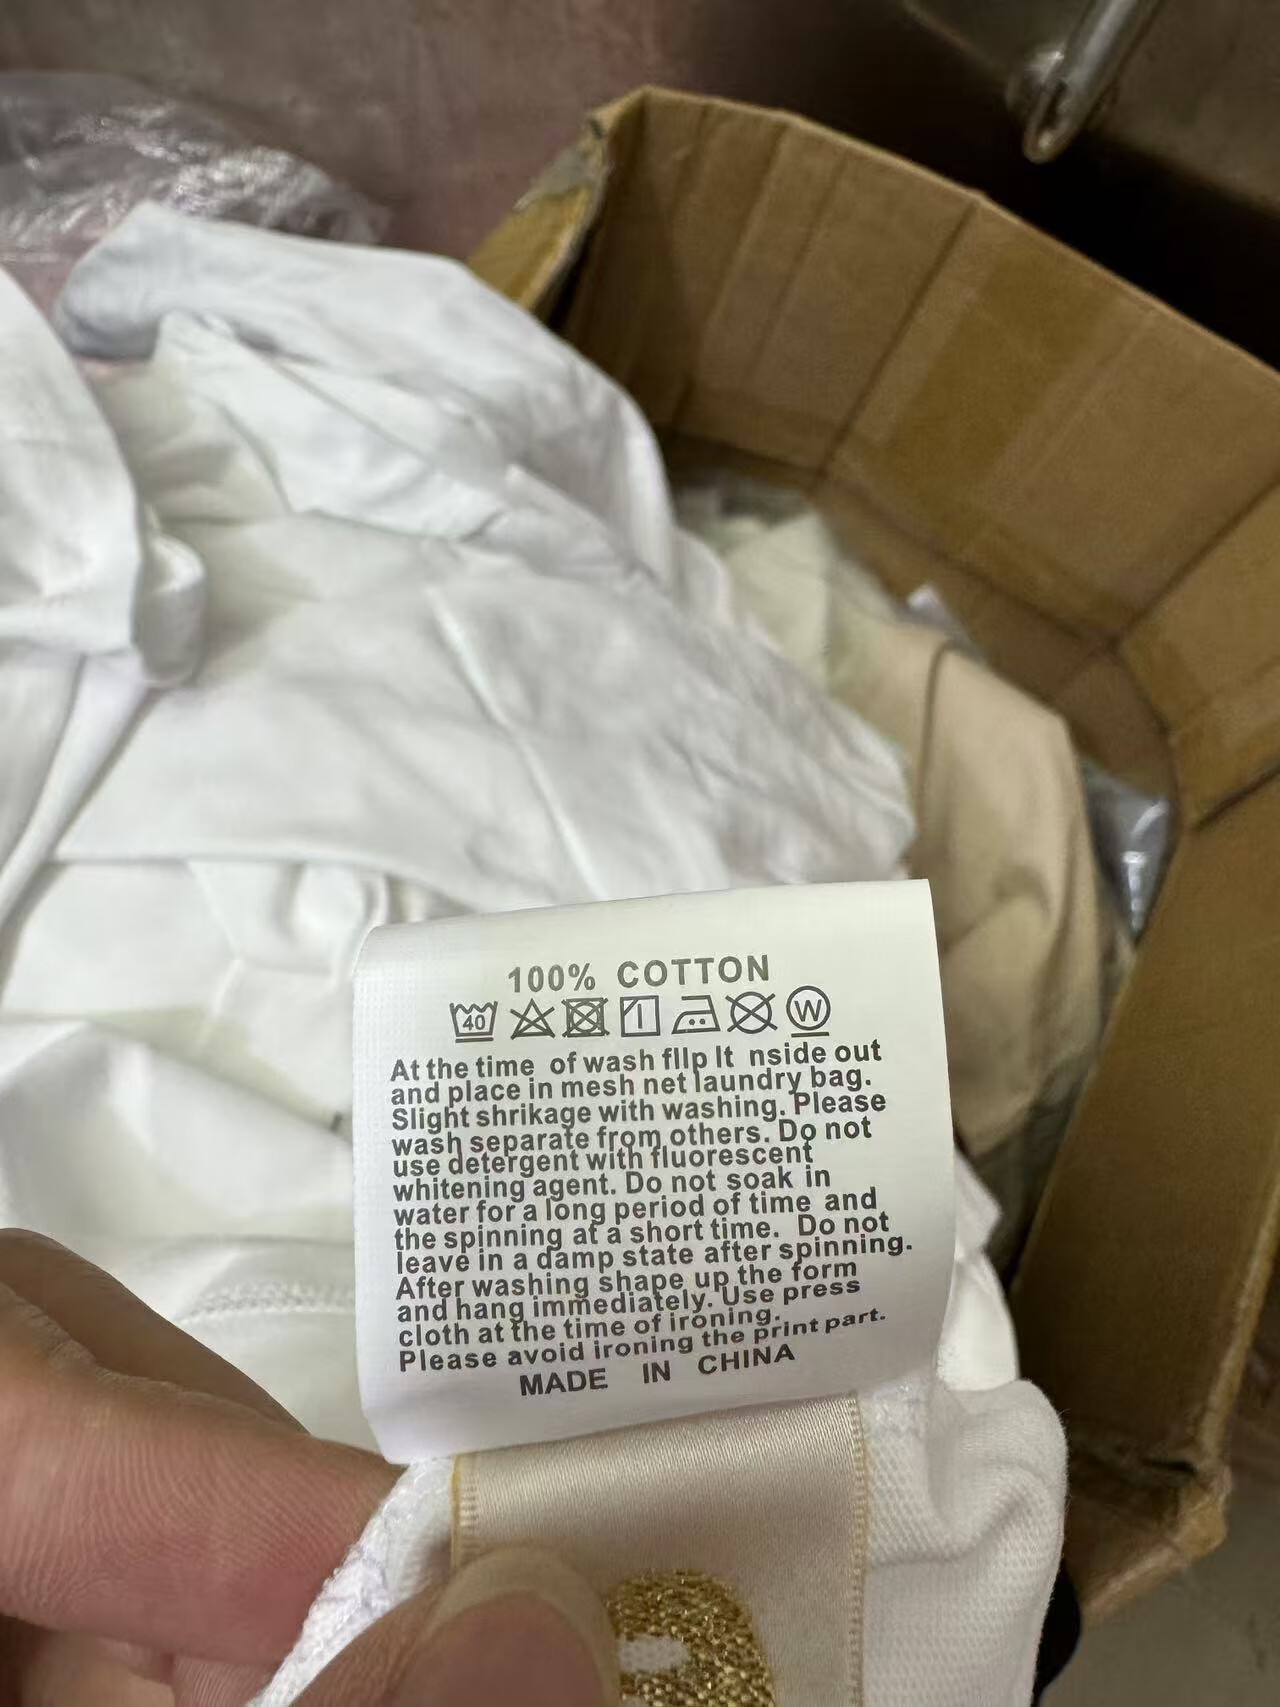 100% COTTON
40 W
At the time of wash fllp It nside out
and place in mesh net laundry bag.
Slight shrikage with washing. Please
wash separate from others. Do not
use detergent with fluorescent
whitening agent. Do not soak in
water for a long period of time and
the spinning at a short time. Do not
leave in a damp state after spinning.
After washing shape up the form
and hang immediately. Use press
cloth at the time of ironing.
Please avoid ironing the print part.
MADE IN CHINA